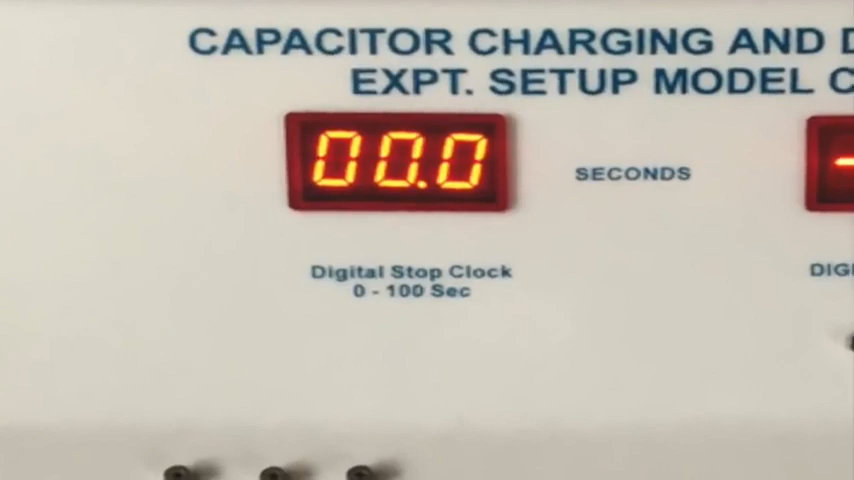 CAPACITOR CHARGING AND
EXPT. SETUP MODEL
00.0
SECONDS
Digital Stop Clock
0 - 100 Sec